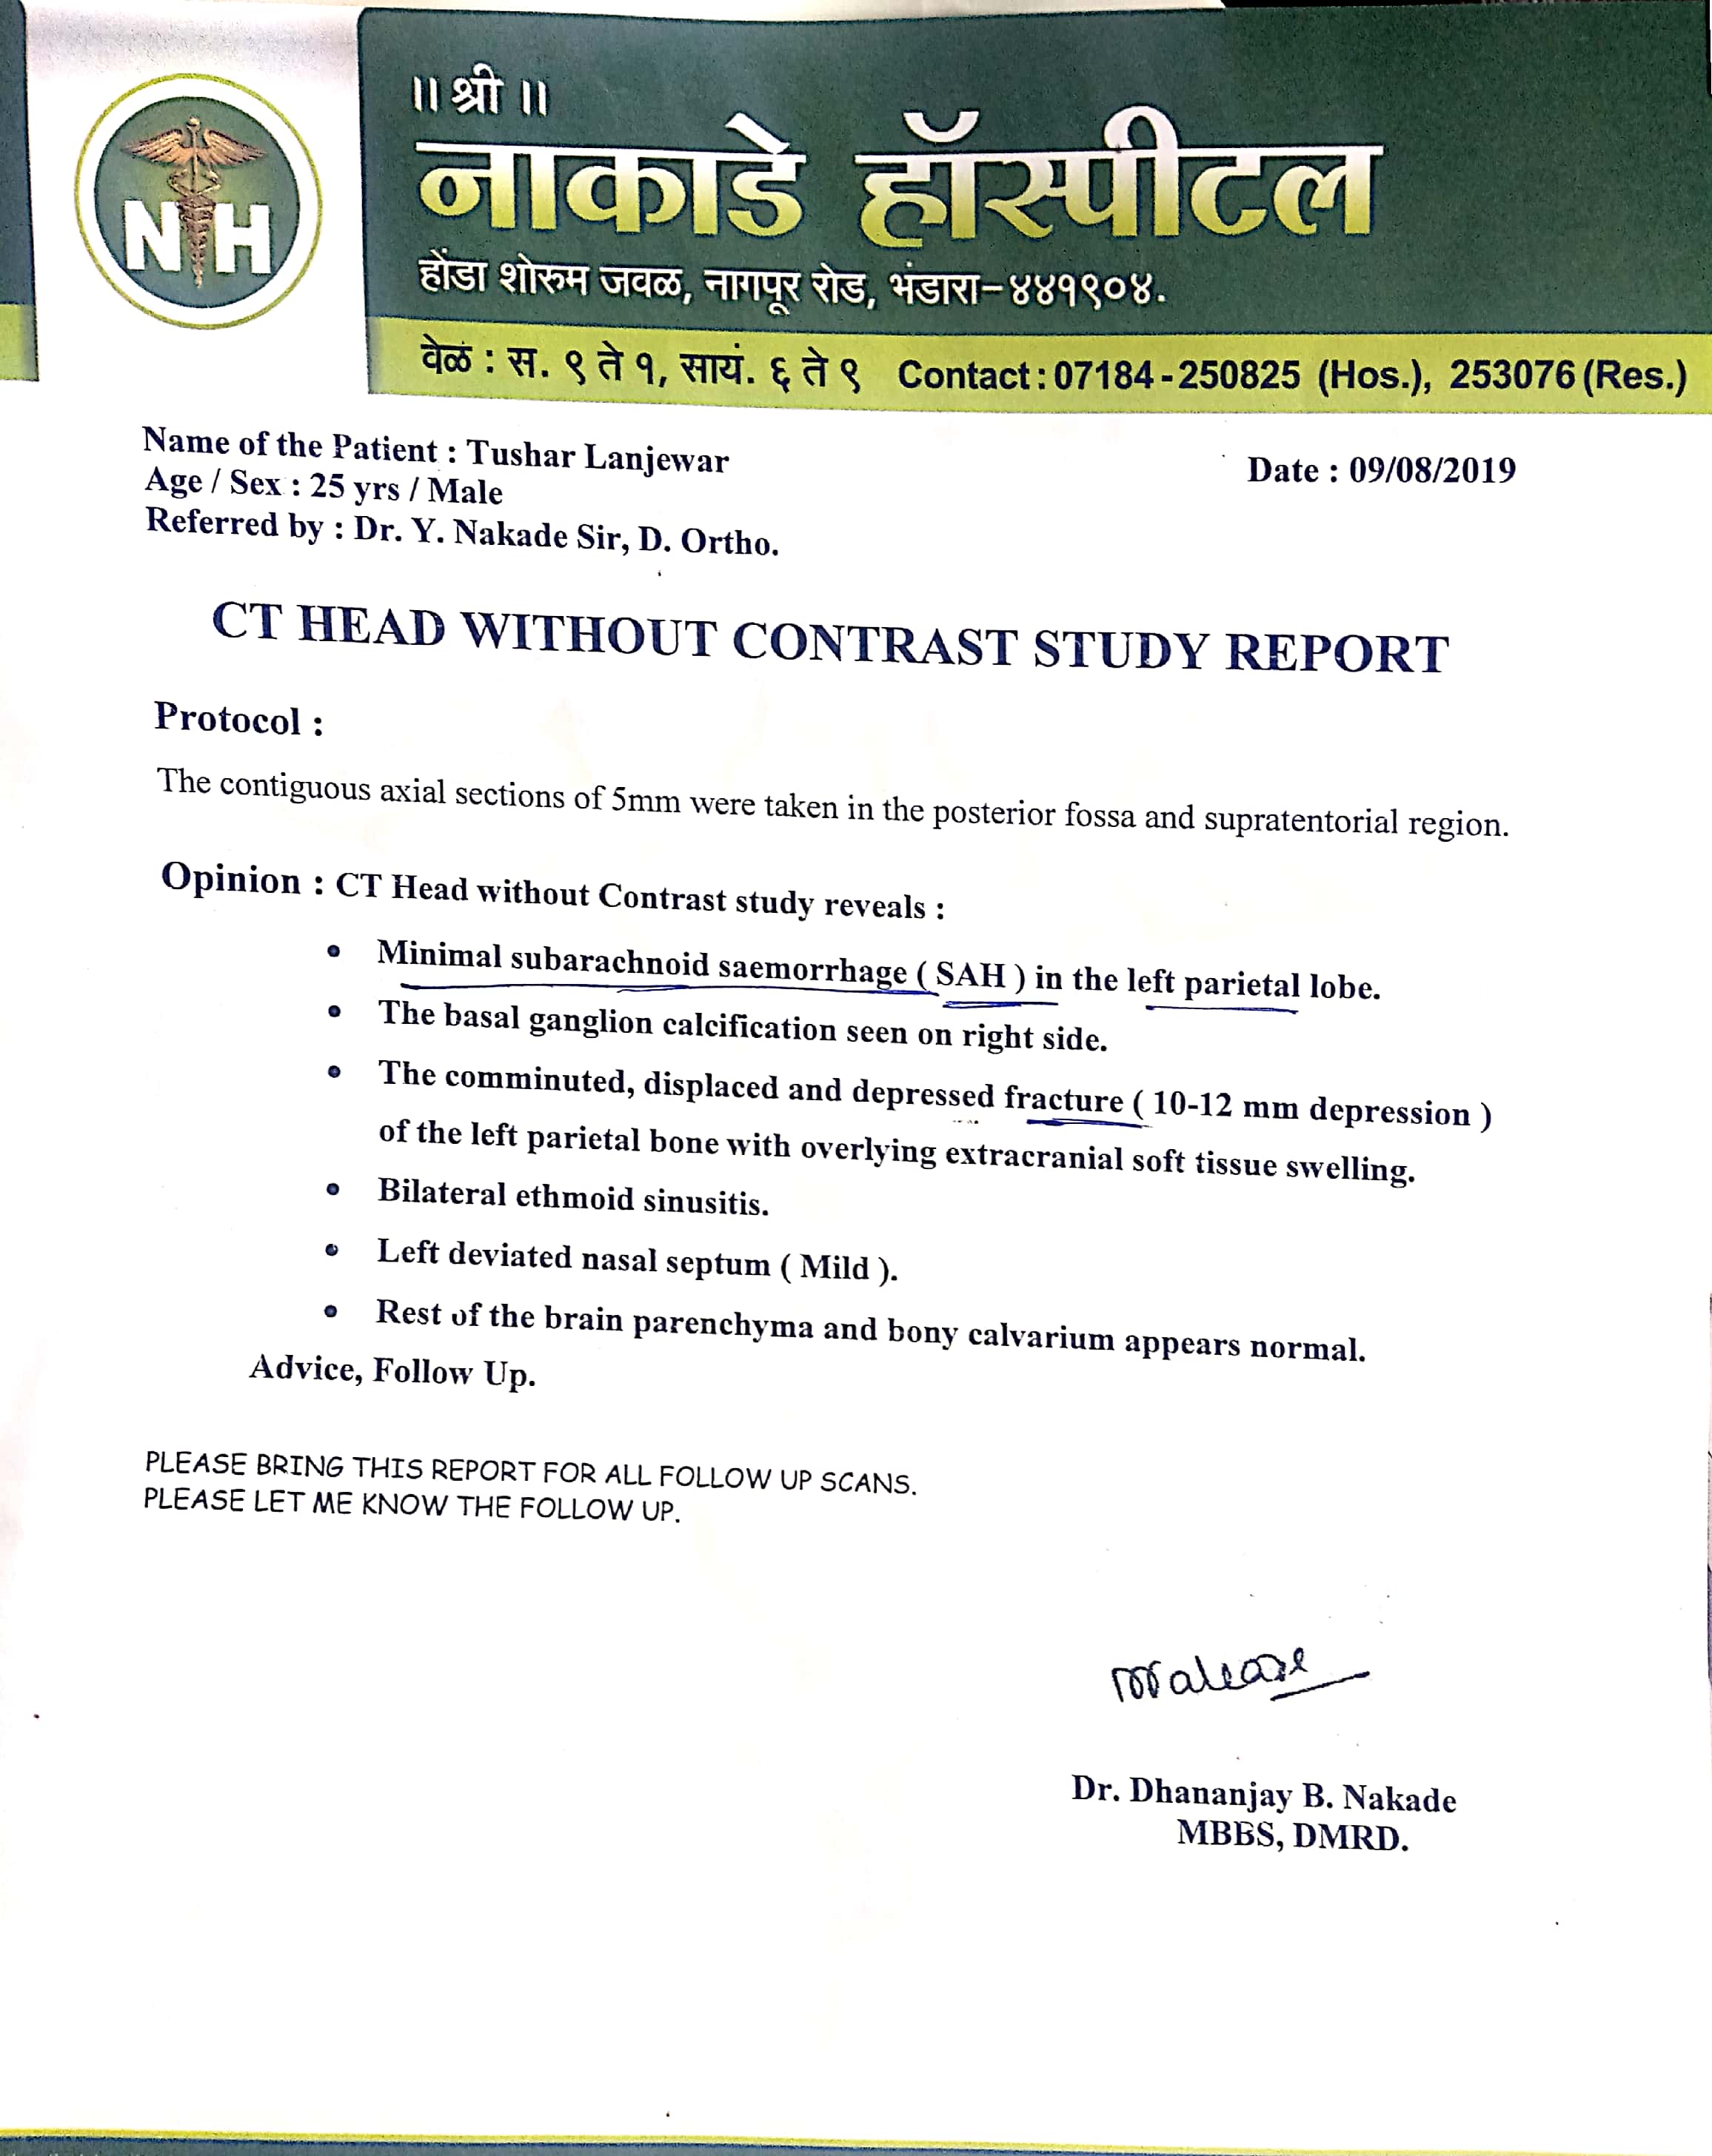 NH
॥ श्री ॥
नाकाडे हॉस्पीटल
होंडा शोरुम जवळ, नागपूर रोड, भंडारा-४४१९०४.
वेळ : स. ९ ते १, सायं. ६ ते ९ Contact : 07184 - 250825 (Hos.), 253076 (Res.)
Name of the Patient : Tushar Lanjewar
Date : 09/08/2019
Age / Sex : 25 yrs / Male
Referred by : Dr. Y. Nakade Sir, D. Ortho.
CT HEAD WITHOUT CONTRAST STUDY REPORT
Protocol :
The contiguous axial sections of 5mm were taken in the posterior fossa and supratentorial region.
Opinion : CT Head without Contrast study reveals :
• Minimal subarachnoid saemorrhage ( SAH ) in the left parietal lobe.
• The basal ganglion calcification seen on right side.
• The comminuted, displaced and depressed fracture ( 10-12 mm depression )
of the left parietal bone with overlying extracranial soft tissue swelling.
• Bilateral ethmoid sinusitis.
• Left deviated nasal septum ( Mild ).
• Rest of the brain parenchyma and bony calvarium appears normal.
Advice, Follow Up.
PLEASE BRING THIS REPORT FOR ALL FOLLOW UP SCANS.
PLEASE LET ME KNOW THE FOLLOW UP.
Dr. Dhananjay B. Nakade
MBBS, DMRD.